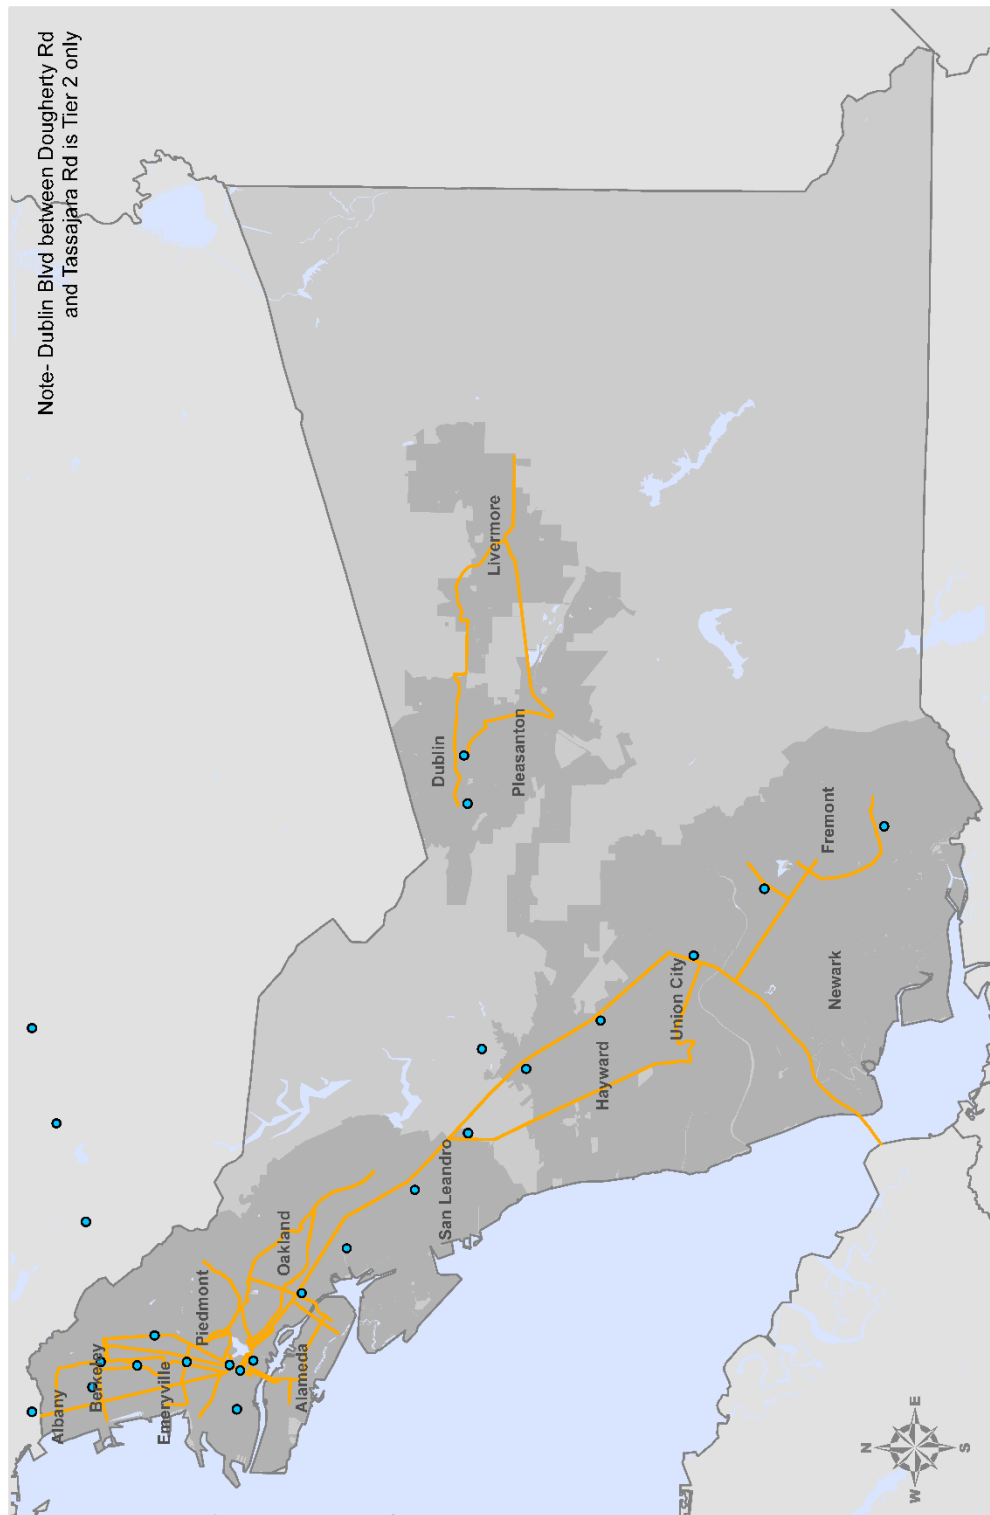 Note- Dublin Blvd between Dougherty Rd
and Tassajara Rd is Tier 2 only
Albany
Berkeley
Emeryville
Piedmont
Oakland
Alameda
San Leandro
Hayward
Union City
Newark
Fremont
Dublin
Pleasanton
Livermore
N
E
S
W